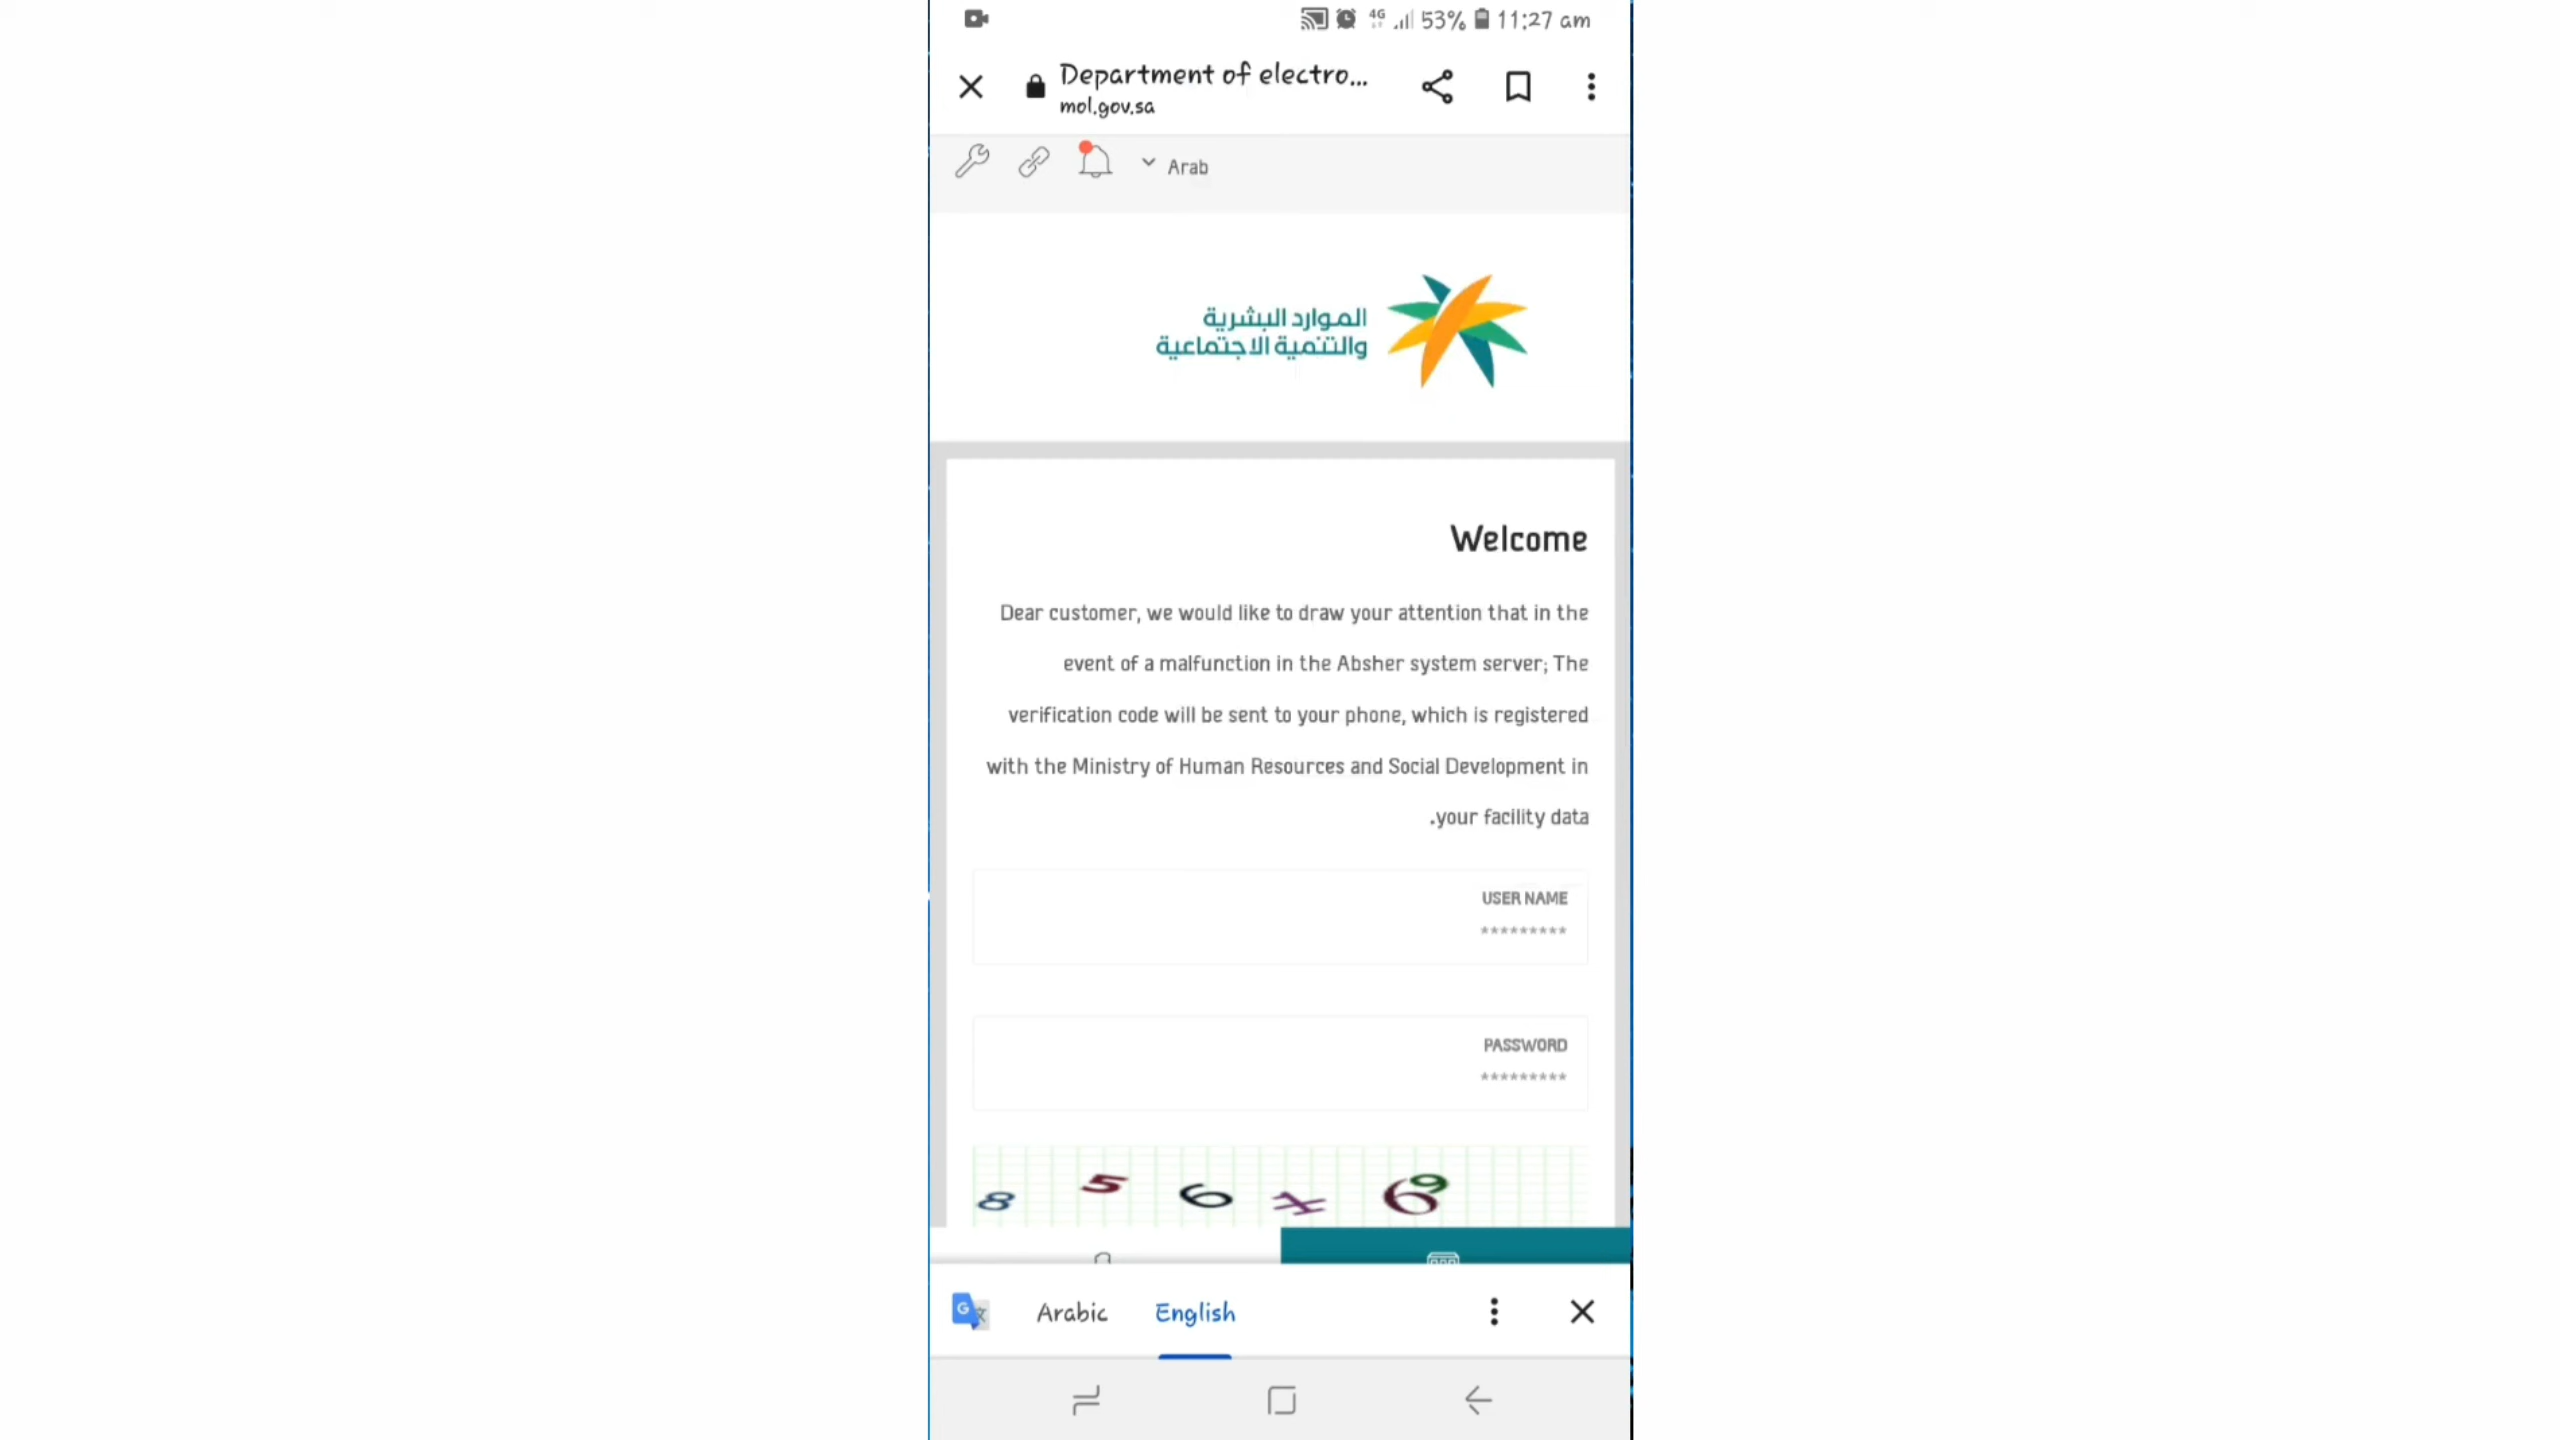 4G 53% 11:27 am
Department of electro...
mol.gov.sa
Arab
الموارد البشرية
والتنمية الاجتماعية
Welcome
Dear customer, we would like to draw your attention that in the
event of a malfunction in the Absher system server; The
verification code will be sent to your phone, which is registered
with the Ministry of Human Resources and Social Development in
.your facility data
USER NAME
*********
PASSWORD
*********
Arabic English